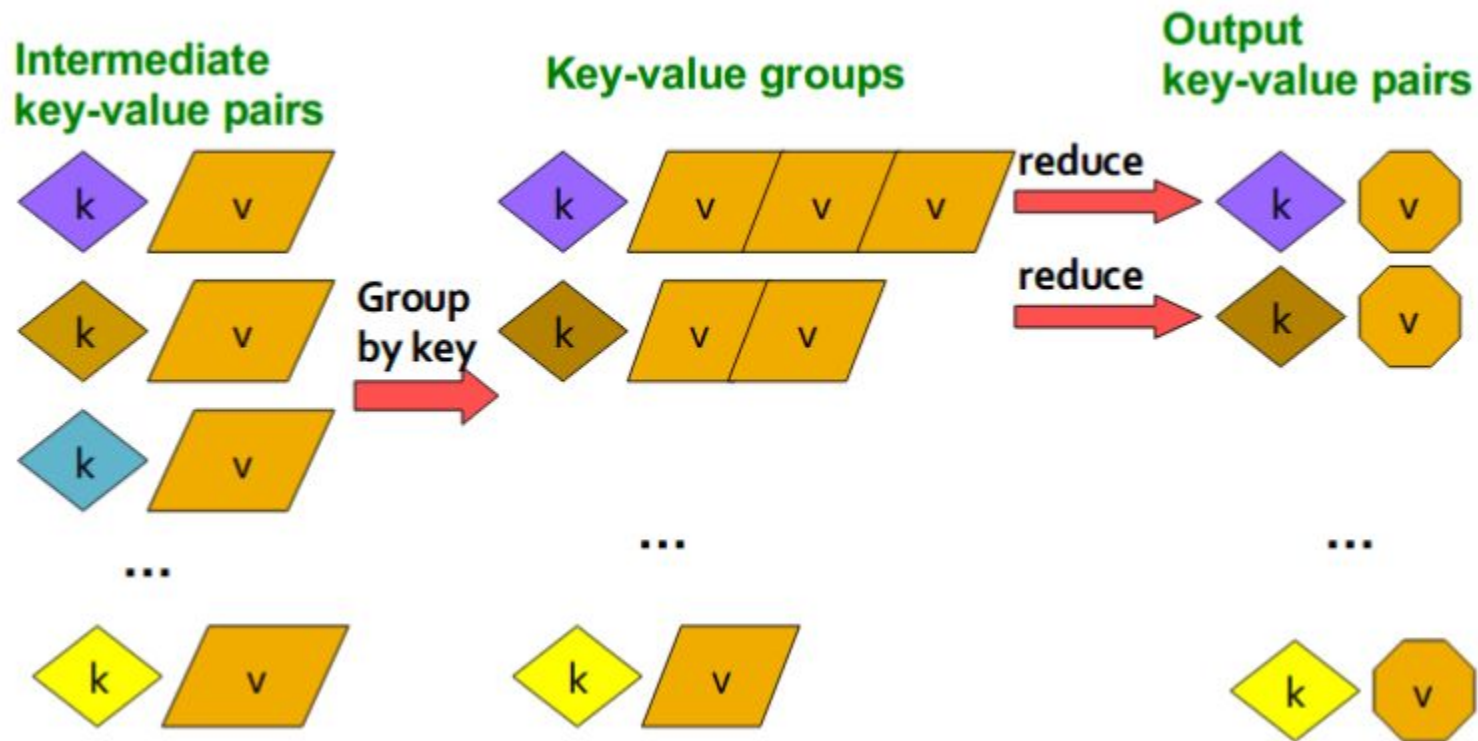 Intermediate
key-value pairs
Key-value groups
Output
key-value pairs
k v
k v
k v
...
k v
Group
by key
k v v v
k v v
...
k v
reduce
reduce
k v
k v
...
k v